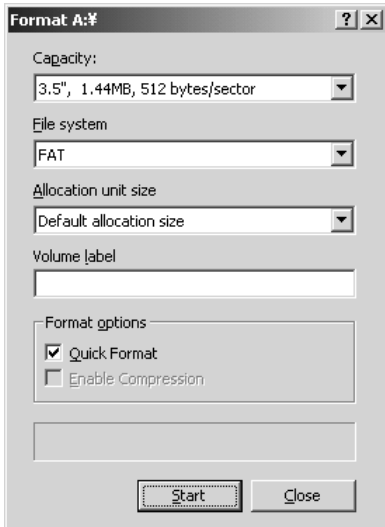 Format A:¥
Capacity:
3.5", 1.44MB, 512 bytes/sector
File system
FAT
Allocation unit size
Default allocation size
Volume label
Format options
Quick Format
Enable Compression
Start
Close